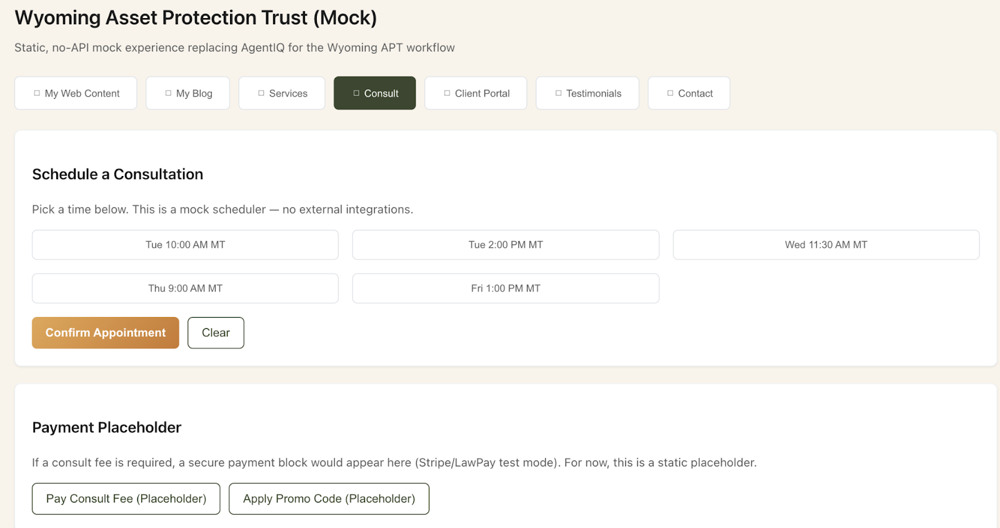 Wyoming Asset Protection Trust (Mock)
Static, no-API mock experience replacing AgentIQ for the Wyoming APT workflow
My Web Content
My Blog
Services
Consult
Client Portal
Testimonials
Contact
Schedule a Consultation
Pick a time below. This is a mock scheduler — no external integrations.
Tue 10:00 AM MT
Tue 2:00 PM MT
Wed 11:30 AM MT
Thu 9:00 AM MT
Fri 1:00 PM MT
Confirm Appointment
Clear
Payment Placeholder
If a consult fee is required, a secure payment block would appear here (Stripe/LawPay test mode). For now, this is a static placeholder.
Pay Consult Fee (Placeholder)
Apply Promo Code (Placeholder)